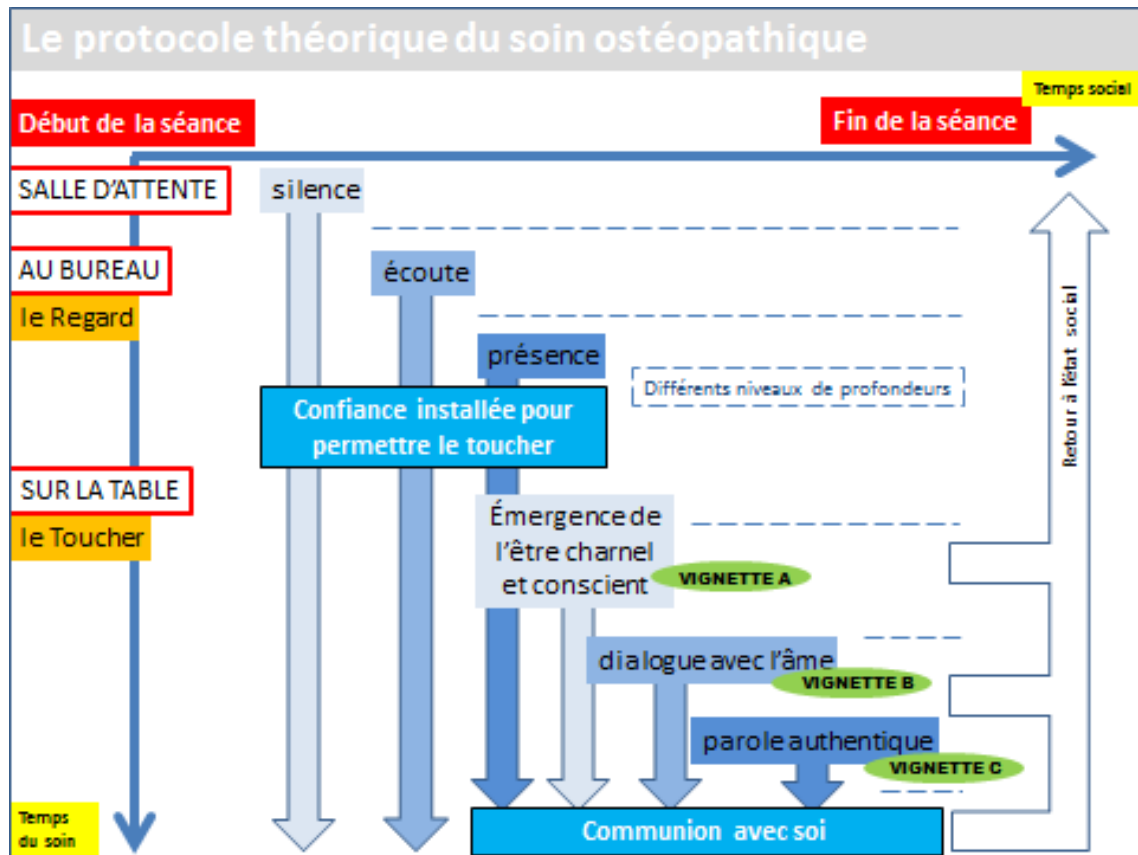 Le protocole théorique du soin ostéopathique
Temps social
Début de la séance
Fin de la séance
SALLE D'ATTENTE
silence
AU BUREAU
écoute
le Regard
présence
Différents niveaux de profondeurs
Confiance installée pour
permettre le toucher
Retour à l'état social
SUR LA TABLE
le Toucher
Émergence de
l'être charnel
et conscient
VIGNETTE A
dialogue avec l'âme
VIGNETTE B
parole authentique
VIGNETTE C
Temps
du soin
Communion avec soi